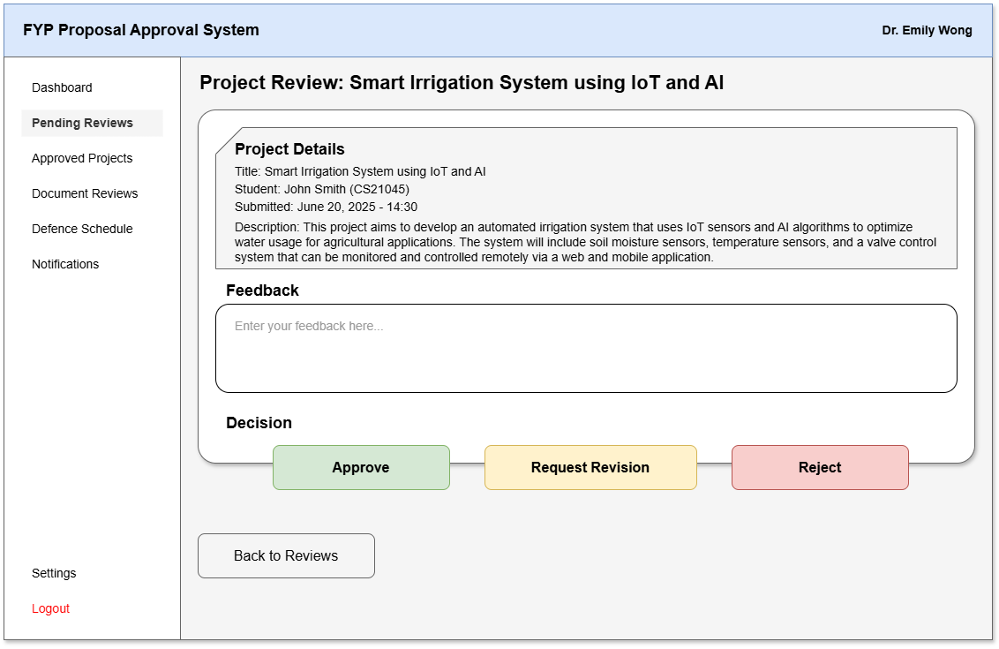 FYP Proposal Approval System
Dr. Emily Wong
Dashboard
Pending Reviews
Approved Projects
Document Reviews
Defence Schedule
Notifications
Settings
Logout
Project Review: Smart Irrigation System using IoT and AI
Project Details
Title: Smart Irrigation System using IoT and AI
Student: John Smith (CS21045)
Submitted: June 20, 2025 - 14:30
Description: This project aims to develop an automated irrigation system that uses IoT sensors and AI algorithms to optimize
water usage for agricultural applications. The system will include soil moisture sensors, temperature sensors, and a valve control
system that can be monitored and controlled remotely via a web and mobile application.
Feedback
Enter your feedback here...
Decision
Approve
Request Revision
Reject
Back to Reviews